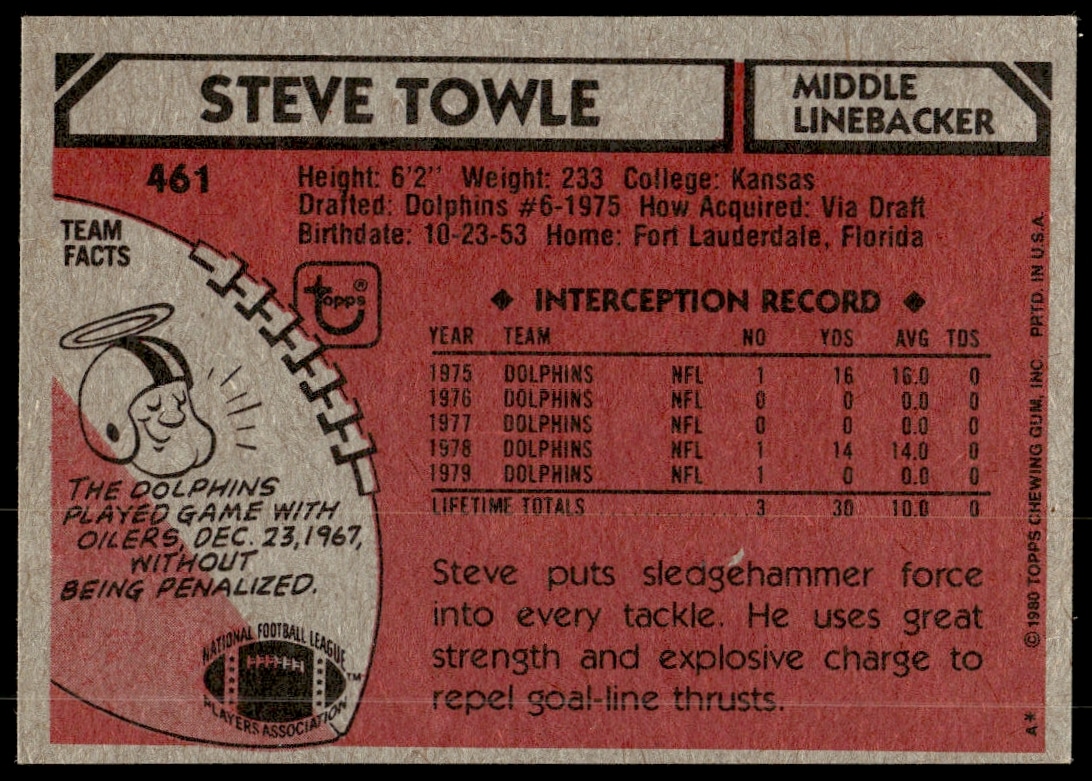 STEVE TOWLE
MIDDLE
LINEBACKER
461
Height: 6'2" Weight: 233 College: Kansas
Drafted: Dolphins #6-1975 How Acquired: Via Draft
Birthdate: 10-23-53 Home: Fort Lauderdale, Florida
TEAM
FACTS
Topps®
◆ INTERCEPTION RECORD ◆
YEAR TEAM NO YDS AVG TDS
1975 DOLPHINS NFL 1 16 16.0 0
1976 DOLPHINS NFL 0 0 0.0 0
1977 DOLPHINS NFL 0 0 0.0 0
1978 DOLPHINS NFL 1 14 14.0 0
1979 DOLPHINS NFL 1 0 0.0 0
LIFETIME TOTALS 3 30 10.0 0
THE DOLPHINS
PLAYED GAME WITH
OILERS, DEC. 23, 1967,
WITHOUT
BEING PENALIZED.
Steve puts sledgehammer force
into every tackle. He uses great
strength and explosive charge to
repel goal-line thrusts.
NATIONAL FOOTBALL LEAGUE
PLAYERS ASSOCIATION
TM
©1980 TOPPS CHEWING GUM, INC. PRTD. IN U.S.A.
A*